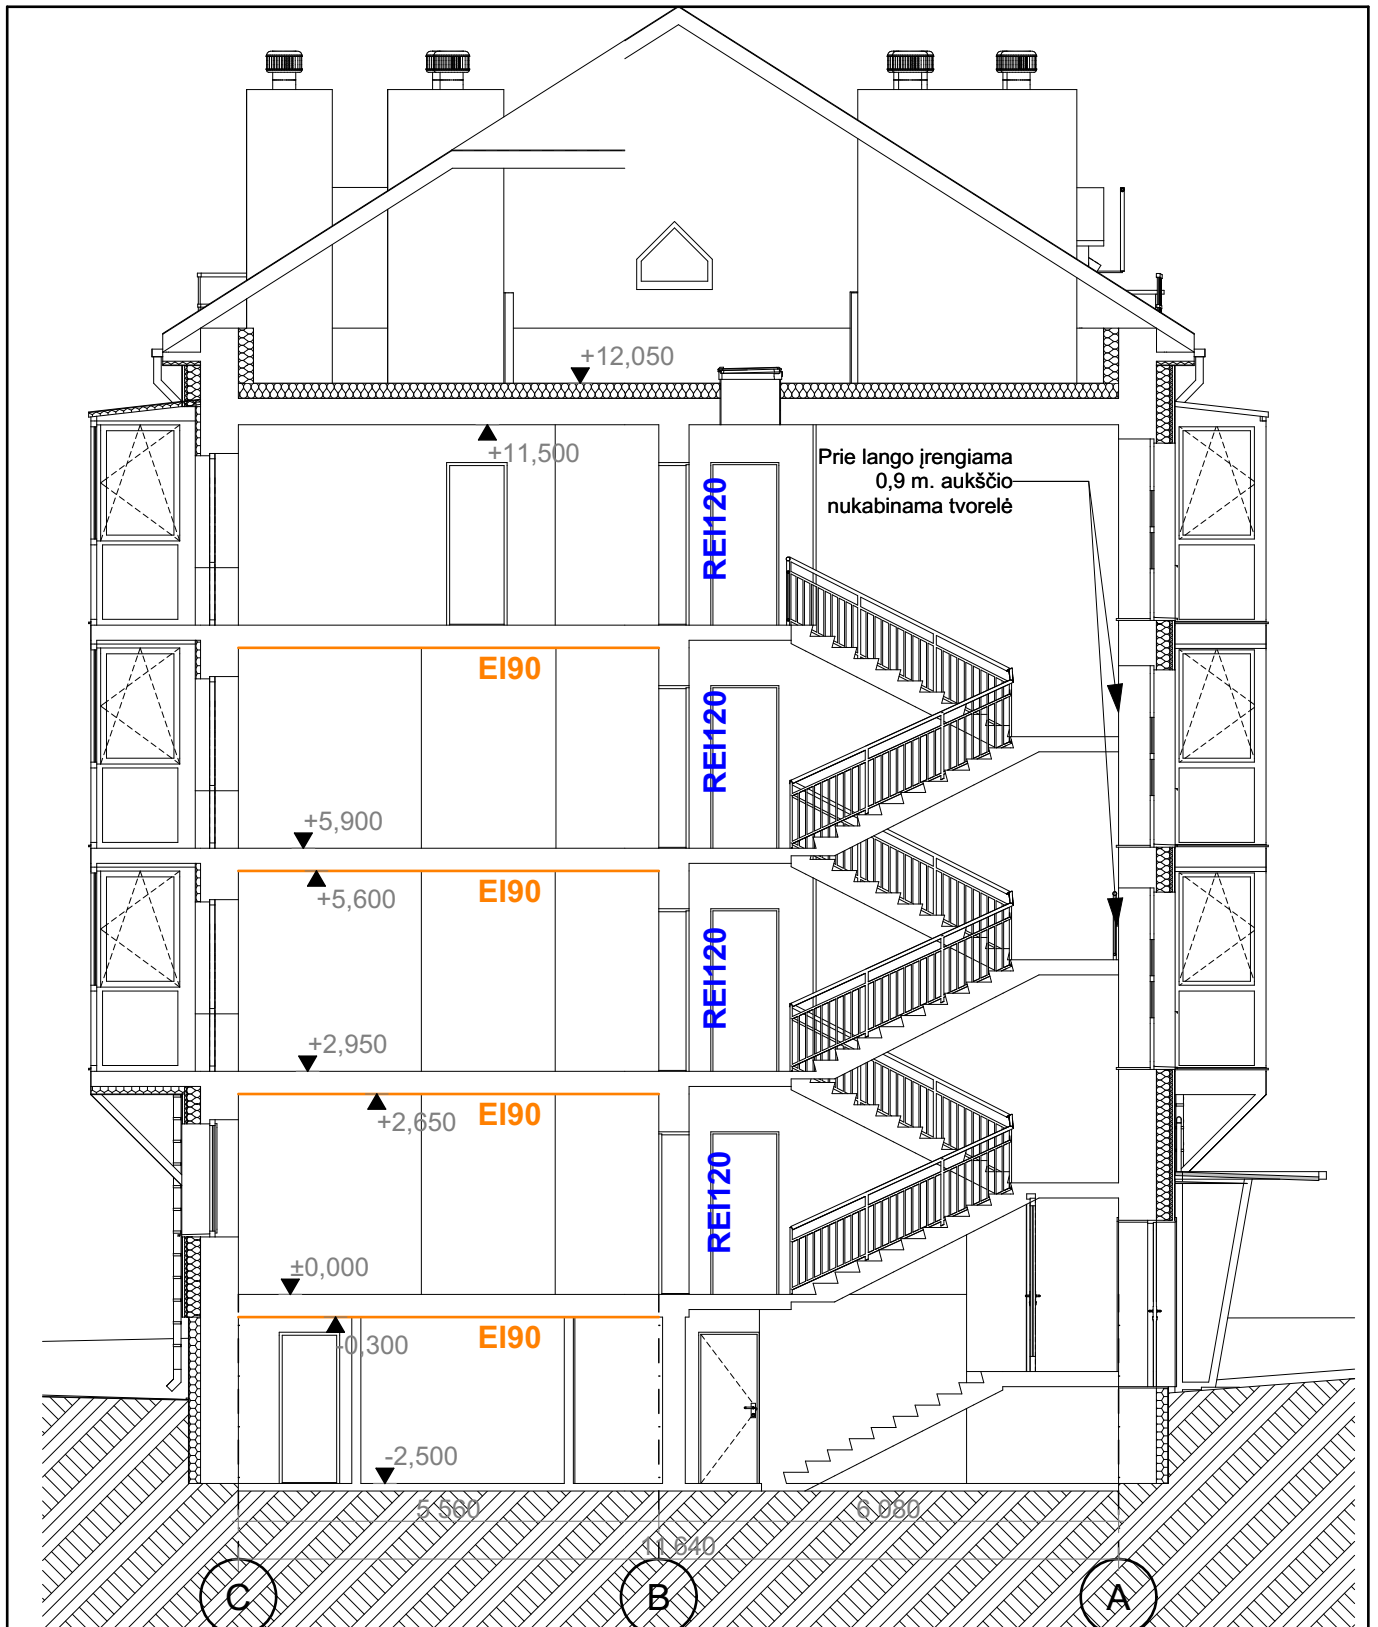 +12,050
+11,500
Prie lango įrengiama
0,9 m. aukščio
nukabinama tvorelė
REI120
EI90
REI120
+5,900
+5,600
EI90
REI120
+2,950
+2,650
EI90
REI120
±0,000
-0,300
EI90
-2,500
5 560
6 080
11 640
C
B
A